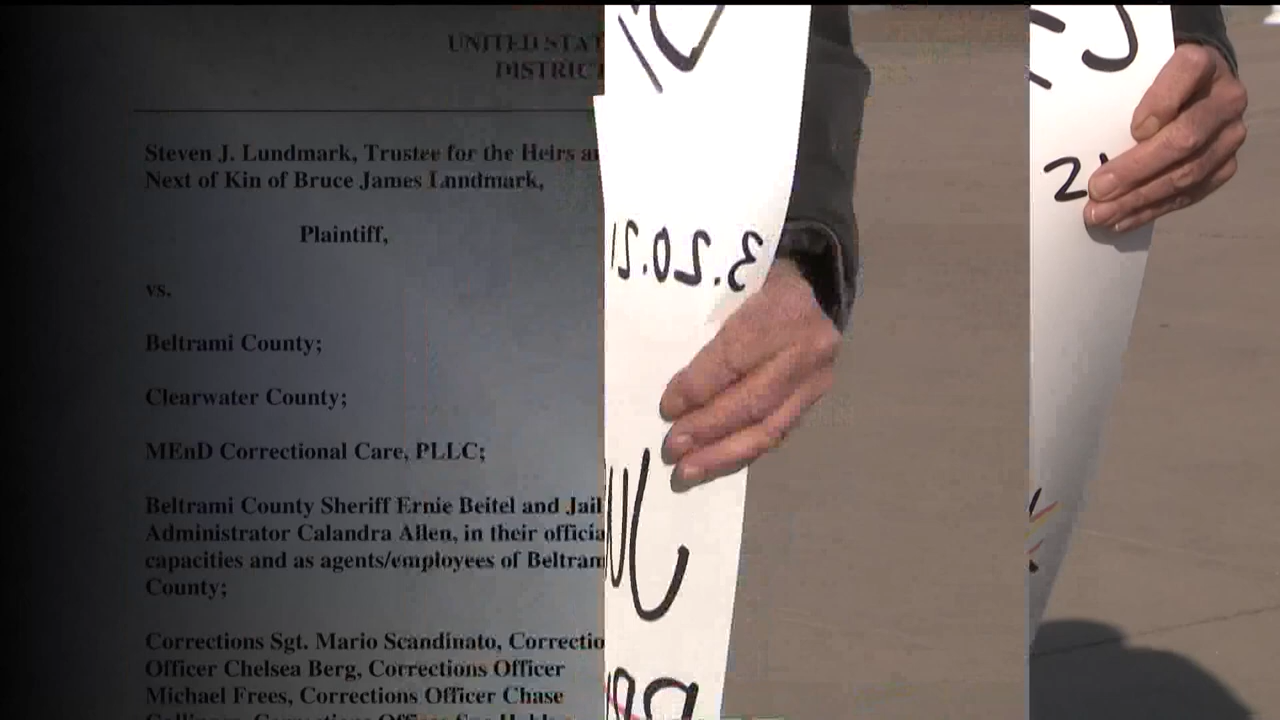 UNITED STAT
DISTRICT
Steven J. Lundmark, Trustee for the Heirs an
Next of Kin of Bruce James Lundmark,
Plaintiff,
vs.
Beltrami County;
Clearwater County;
MEnD Correctional Care, PLLC;
Beltrami County Sheriff Ernie Beitel and Jail
Administrator Calandra Allen, in their officia
capacities and as agents/employees of Beltram
County;
Corrections Sgt. Mario Scandinato, Correctio
Officer Chelsea Berg, Corrections Officer
Michael Frees, Corrections Officer Chase
3.20.21